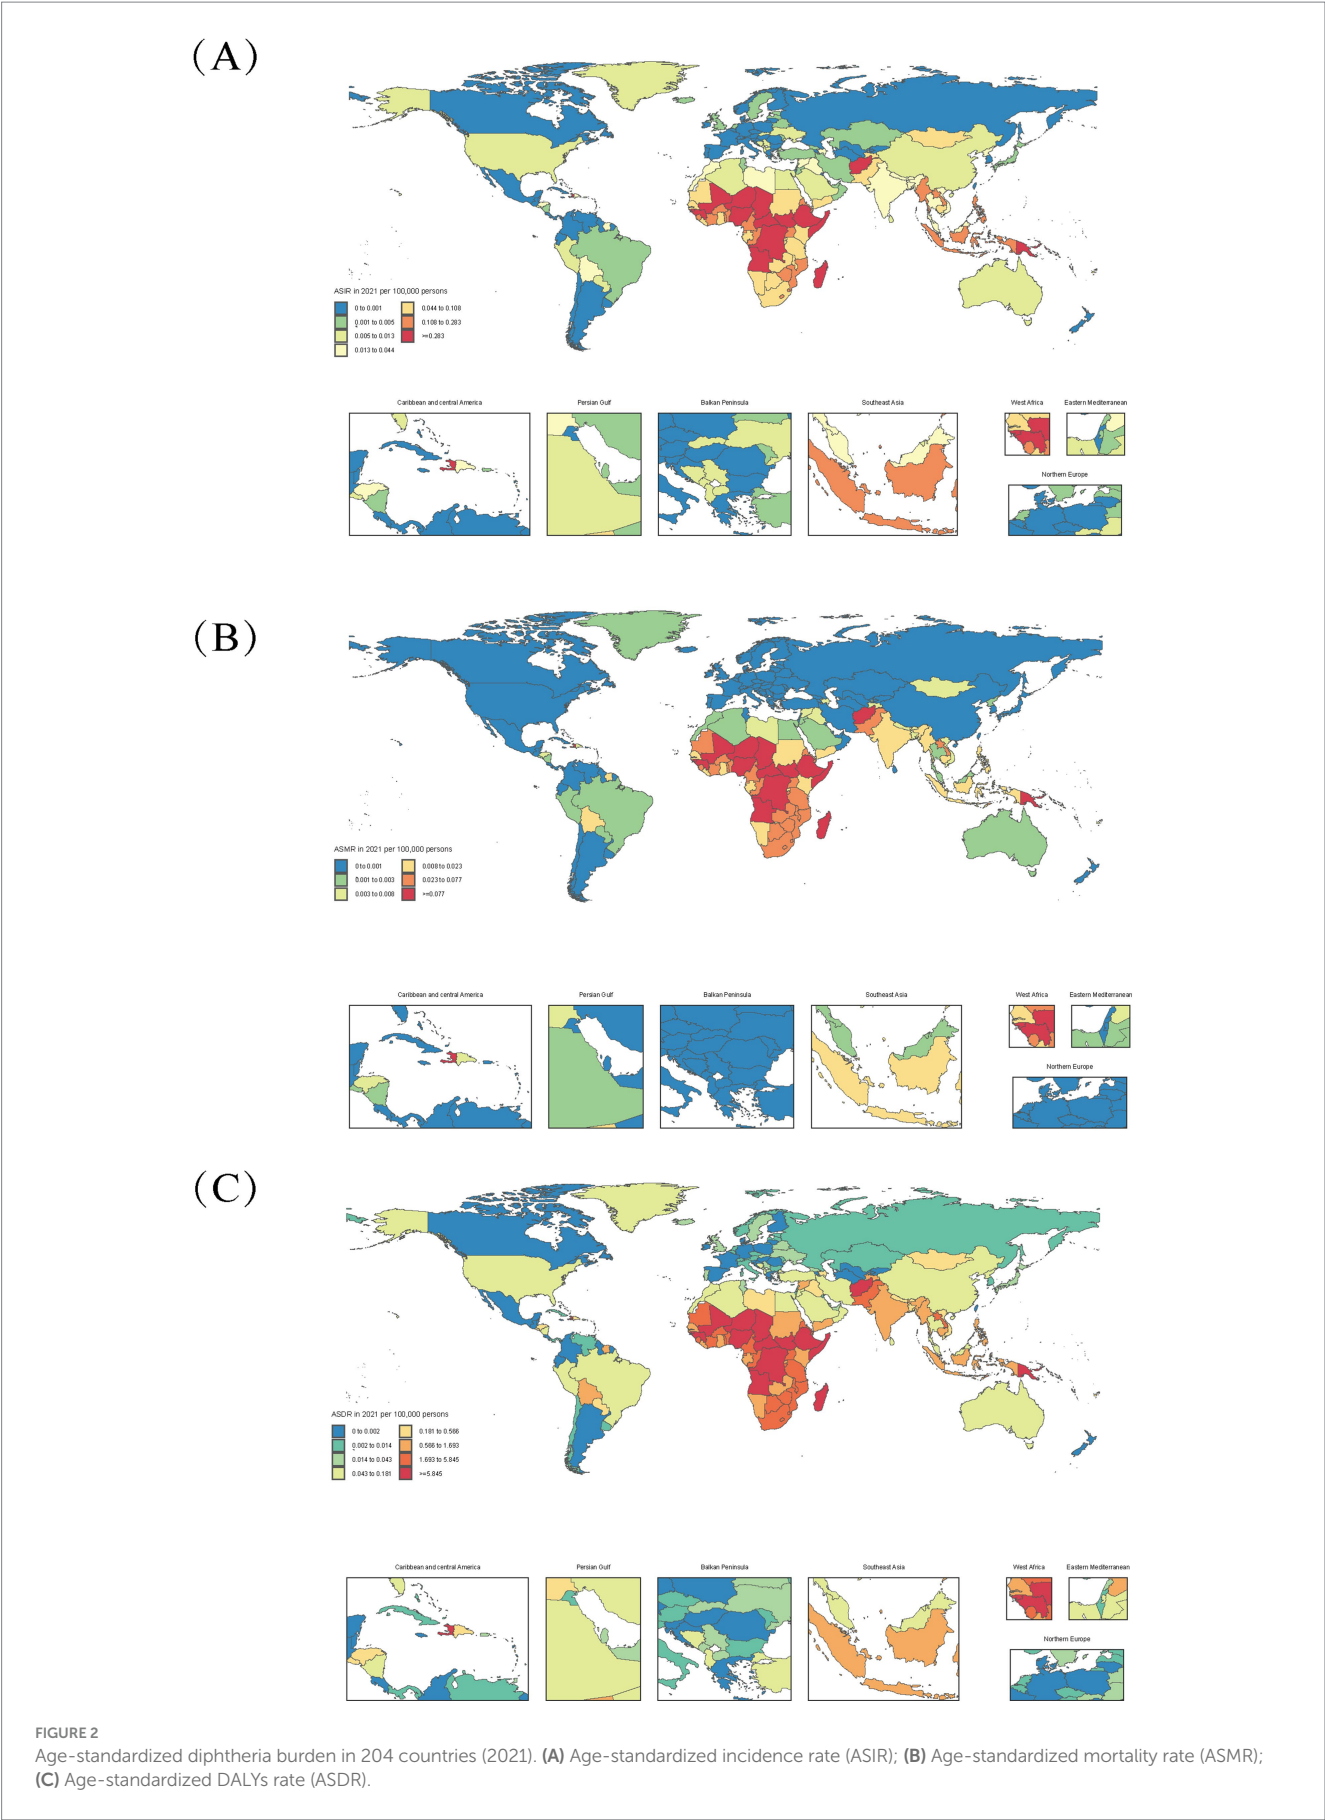 (A)
ASIR in 2021 per 100,000 persons
0 to 0.001
0.001 to 0.005
0.005 to 0.013
0.013 to 0.044
0.044 to 0.108
0.108 to 0.283
>=0.283
Caribbean and central America
Persian Gulf
Balkan Peninsula
Southeast Asia
West Africa
Eastern Mediterranean
Northern Europe
(B)
ASMR in 2021 per 100,000 persons
0 to 0.001
0.001 to 0.003
0.003 to 0.008
0.008 to 0.023
0.023 to 0.077
>=0.077
Caribbean and central America
Persian Gulf
Balkan Peninsula
Southeast Asia
West Africa
Eastern Mediterranean
Northern Europe
(C)
ASDR in 2021 per 100,000 persons
0 to 0.002
0.002 to 0.014
0.014 to 0.043
0.043 to 0.181
0.181 to 0.566
0.566 to 1.693
1.693 to 5.845
>=5.845
Caribbean and central America
Persian Gulf
Balkan Peninsula
Southeast Asia
West Africa
Eastern Mediterranean
Northern Europe
FIGURE 2
Age-standardized diphtheria burden in 204 countries (2021). (A) Age-standardized incidence rate (ASIR); (B) Age-standardized mortality rate (ASMR);
(C) Age-standardized DALYs rate (ASDR).